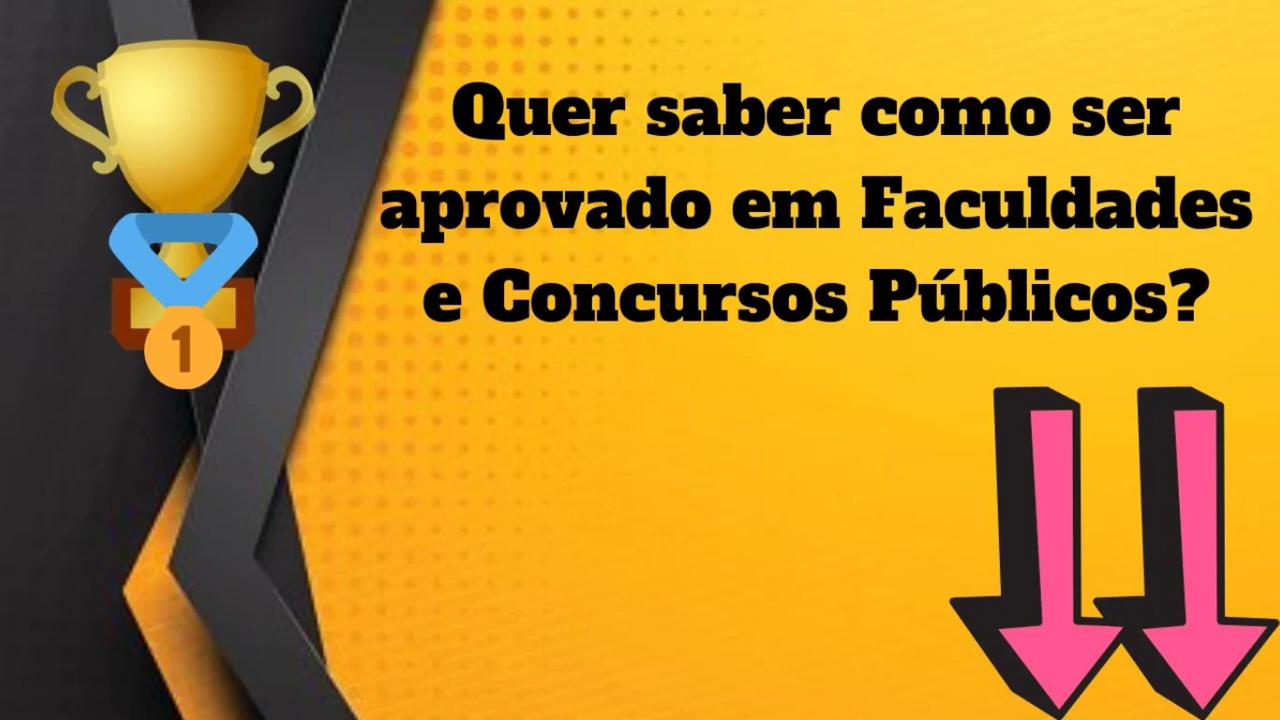 Quer saber como ser
aprovado em Faculdades
e Concursos Públicos?
1